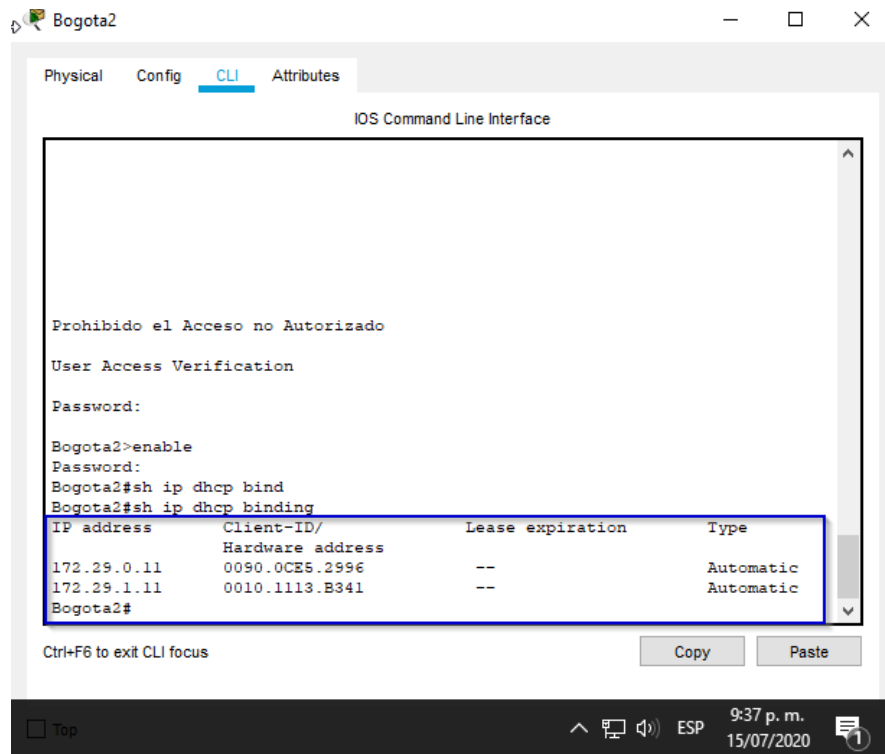 Bogota2
Physical Config CLI Attributes
IOS Command Line Interface
Prohibido el Acceso no Autorizado
User Access Verification
Password:
Bogota2>enable
Password:
Bogota2#sh ip dhcp bind
Bogota2#sh ip dhcp binding
IP address Client-ID/ Lease expiration Type
Hardware address
172.29.0.11 0090.0CE5.2996 -- Automatic
172.29.1.11 0010.1113.B341 -- Automatic
Bogota2#
Ctrl+F6 to exit CLI focus Copy Paste
Top
ESP
9:37 p. m.
15/07/2020
1